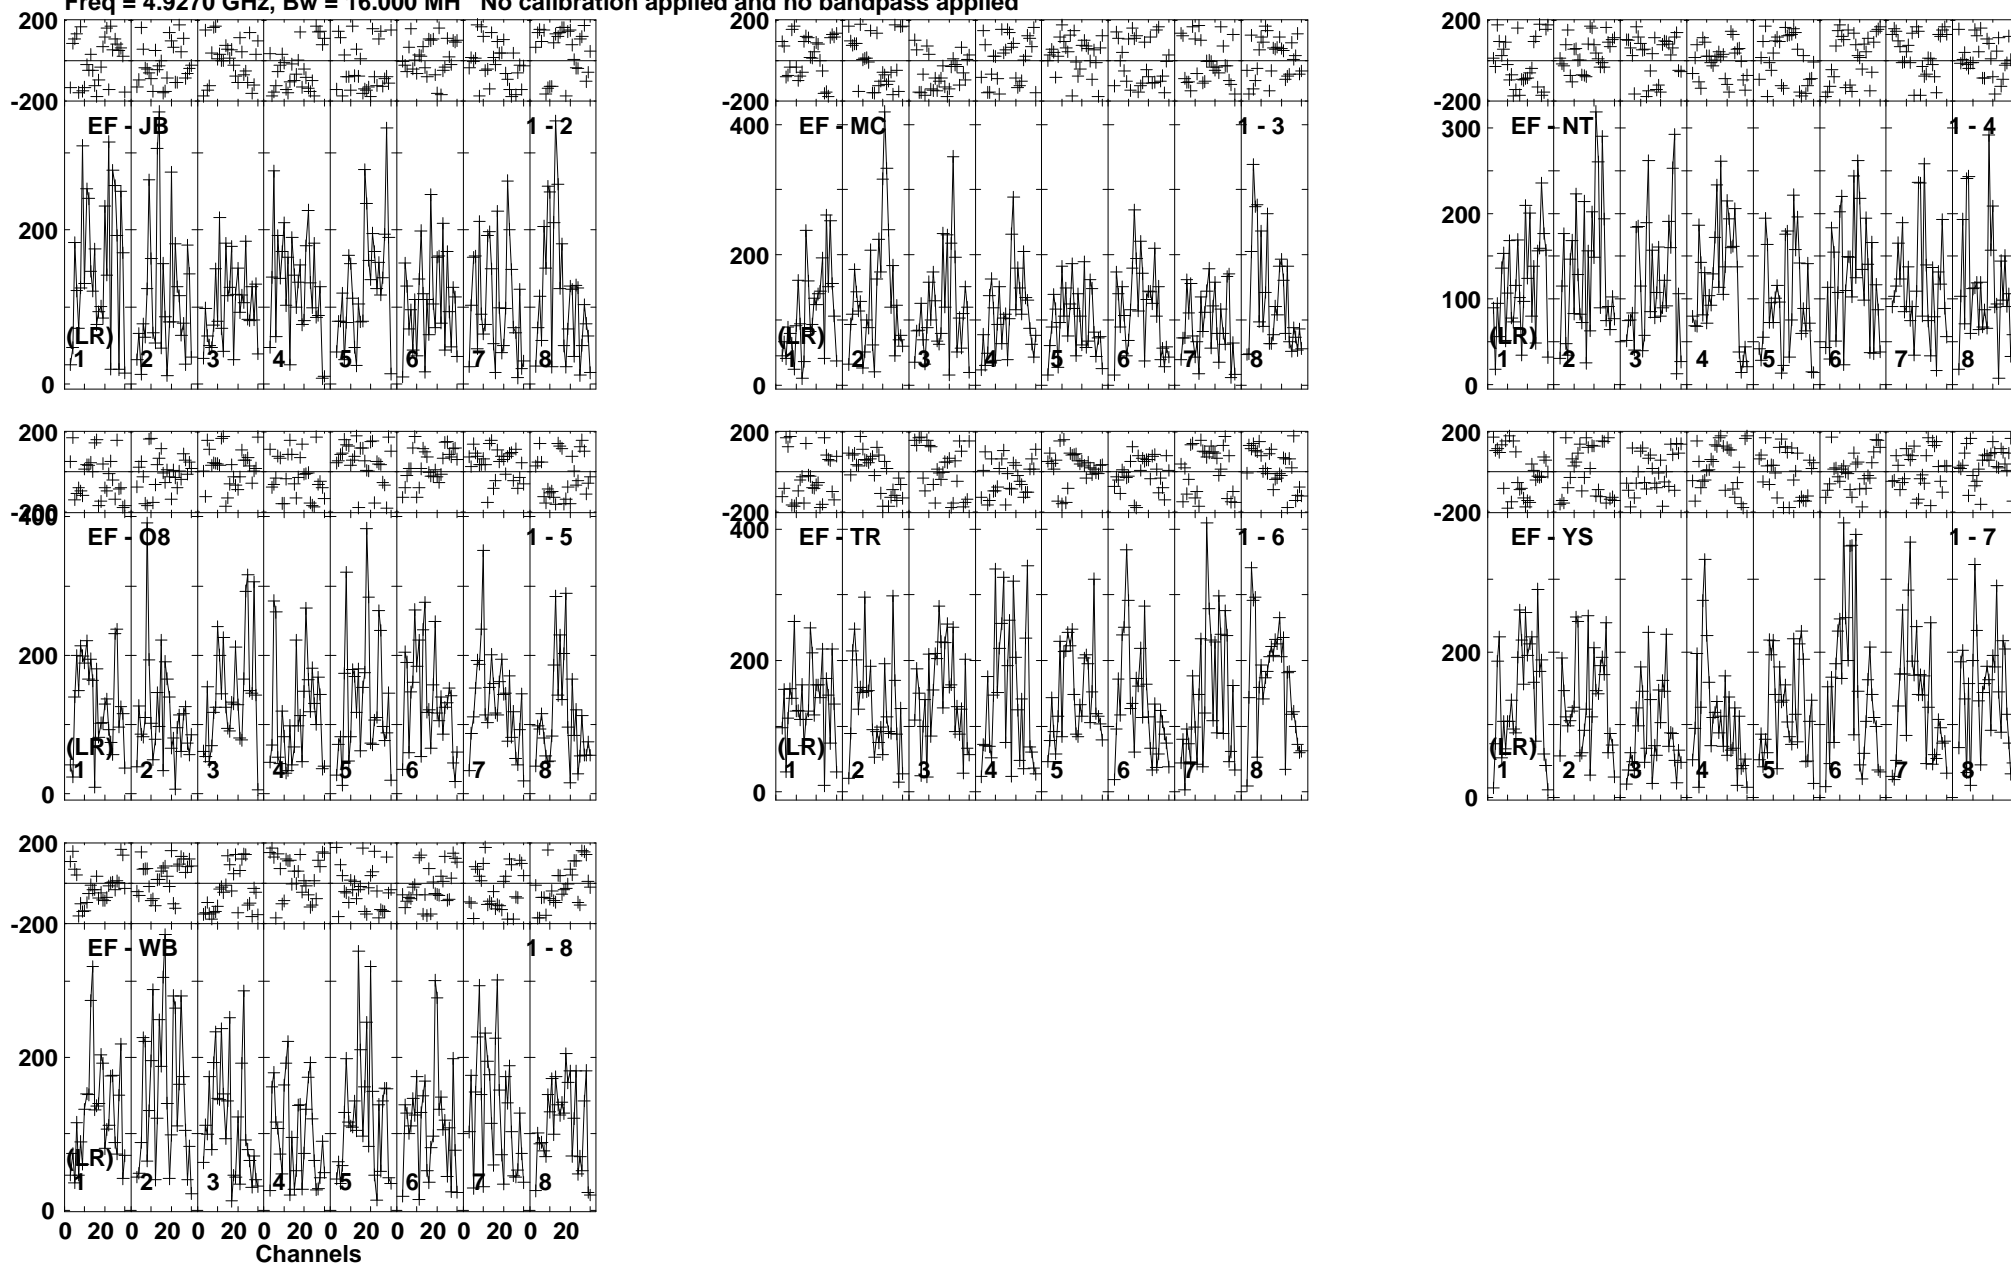 Freq = 4.9270 GHz, Bw = 16.000 MH No calibration applied and no bandpass applied
200
-200
EF - JB 1 - 2
200
0
(LR)
1 2 3 4 5 6 7 8
200
-200
400
EF - MC 1 - 3
200
0
(LR)
1 2 3 4 5 6 7 8
200
-200
300
EF - NT 1 - 4
200
100
0
(LR)
1 2 3 4 5 6 7 8
200
-200
400
EF - O8 1 - 5
200
0
(LR)
1 2 3 4 5 6 7 8
200
-200
400
EF - TR 1 - 6
200
0
(LR)
1 2 3 4 5 6 7 8
200
-200
EF - YS 1 - 7
200
0
(LR)
1 2 3 4 5 6 7 8
200
-200
EF - WB 1 - 8
200
0
(LR)
1 2 3 4 5 6 7 8
0 20 0 20 0 20 0 20 0 20 0 20 0 20 0 20
Channels